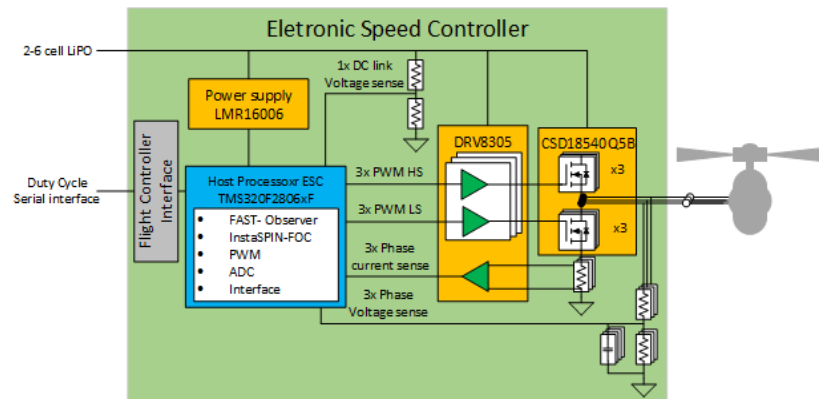 Eletronic Speed Controller
2-6 cell LiPO
1x DC link
Voltage sense
Power supply
LMR16006
DRV8305
CSD18540Q5B
Flight Controller
Interface
Duty Cycle
Serial interface
Host Processoxr ESC
TMS320F2806xF
• FAST- Observer
• InstaSPIN-FOC
• PWM
• ADC
• Interface
3x PWM HS
3x PWM LS
3x Phase
current sense
3x Phase
Voltage sense
x3
x3